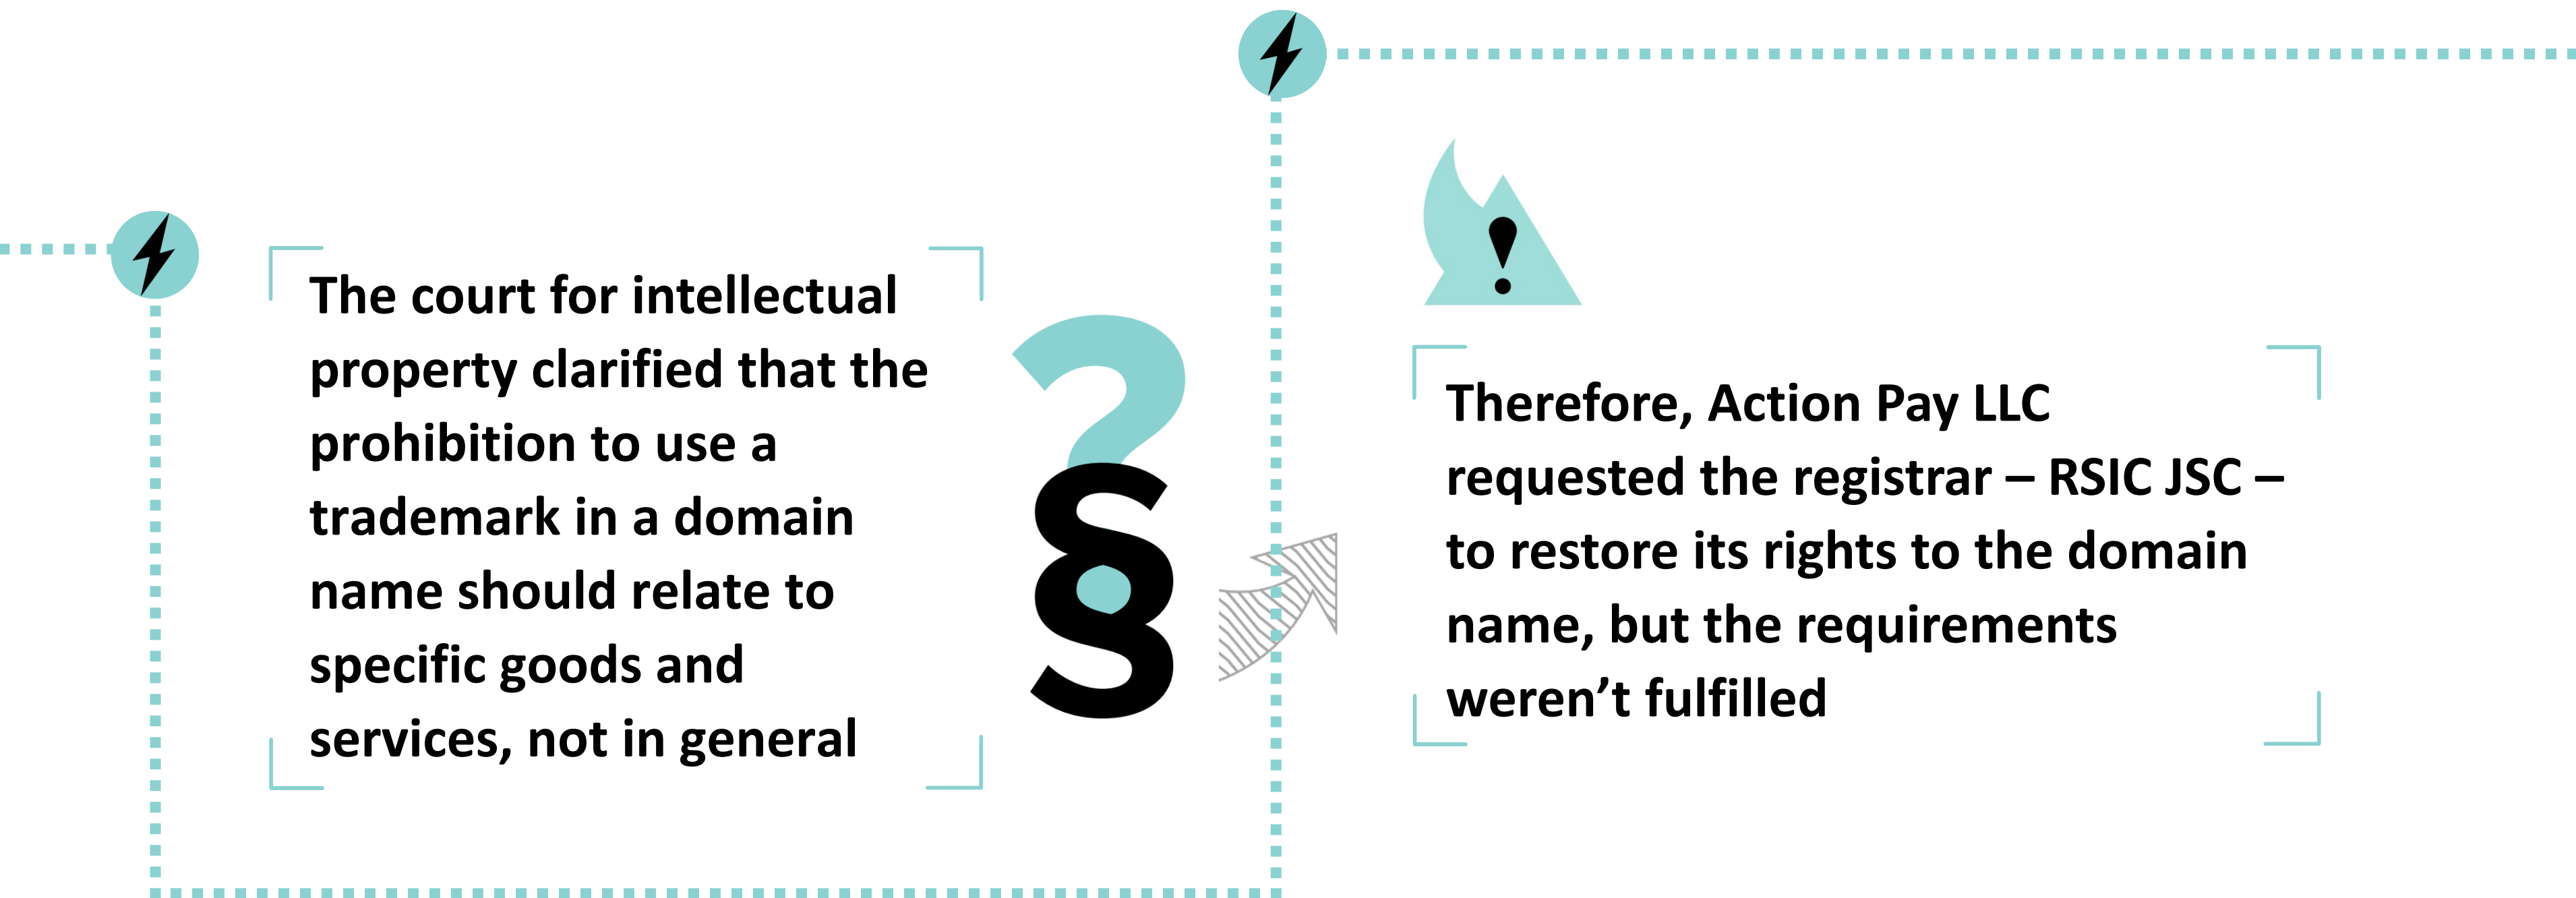 The court for intellectual
property clarified that the
prohibition to use a
trademark in a domain
name should relate to
specific goods and
services, not in general
?
§
!
Therefore, Action Pay LLC
requested the registrar – RSIC JSC –
to restore its rights to the domain
name, but the requirements
weren’t fulfilled